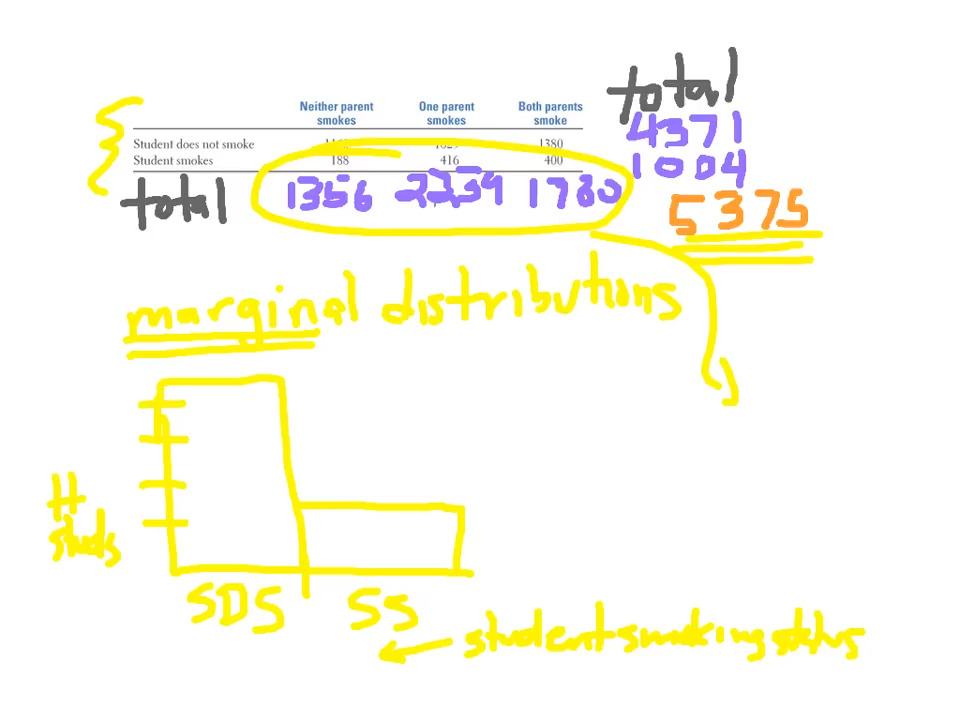 total
Neither parent One parent Both parents
smokes smokes smoke
4371
Student does not smoke 1380
1004
Student smokes 188 416 400
total 1356 2239 1780
5375
marginal distributions
#
studs
SDS SS
student smoking status